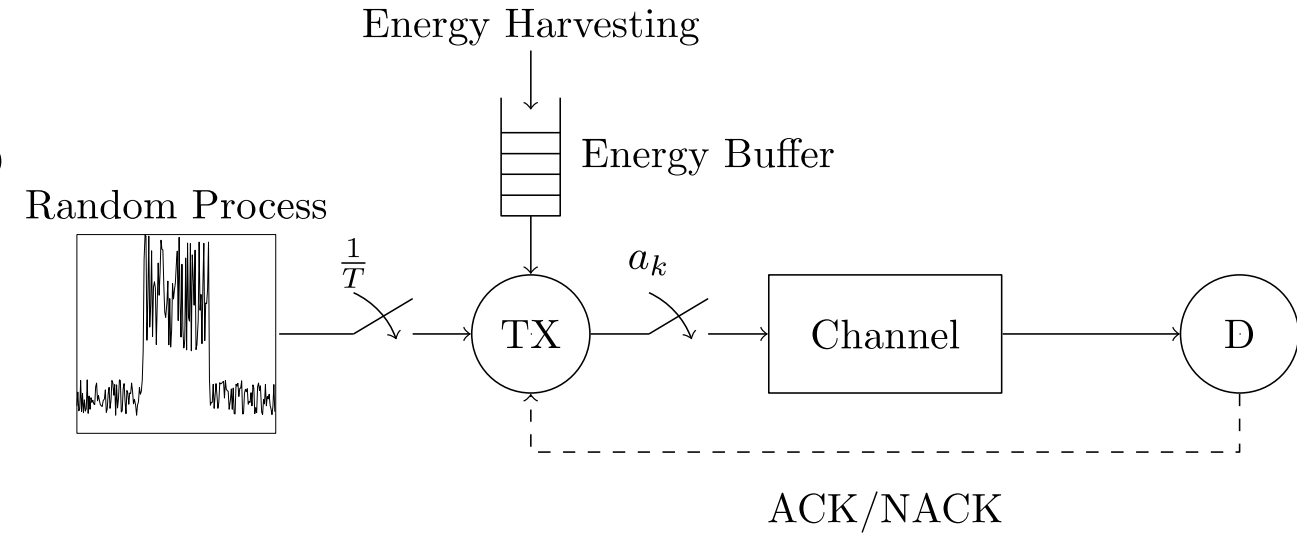 Energy Harvesting
Energy Buffer
Random Process
1/T
a_k
TX
Channel
D
ACK/NACK